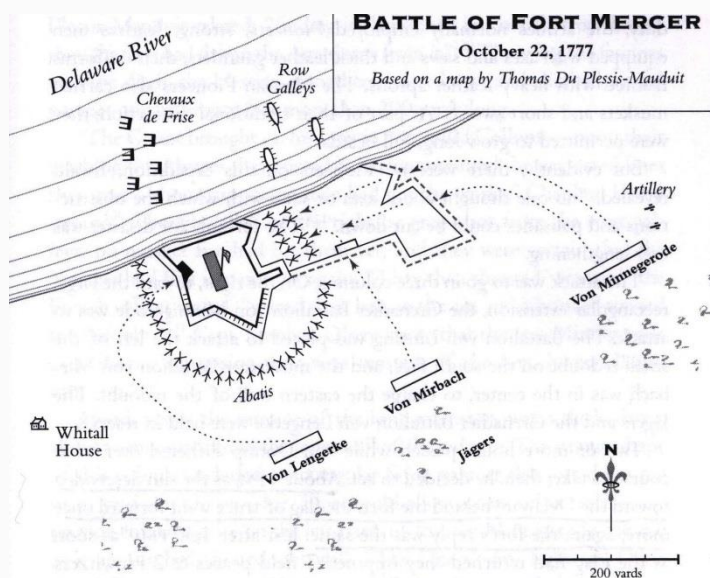 BATTLE OF FORT MERCER
October 22, 1777
Based on a map by Thomas Du Plessis-Mauduit
Delaware River
Row
Galleys
Chevaux
de Frise
Artillery
Von Minnegerode
Von Mirbach
Abatis
Whitall
House
Von Lengerke
Jägers
N
200 yards